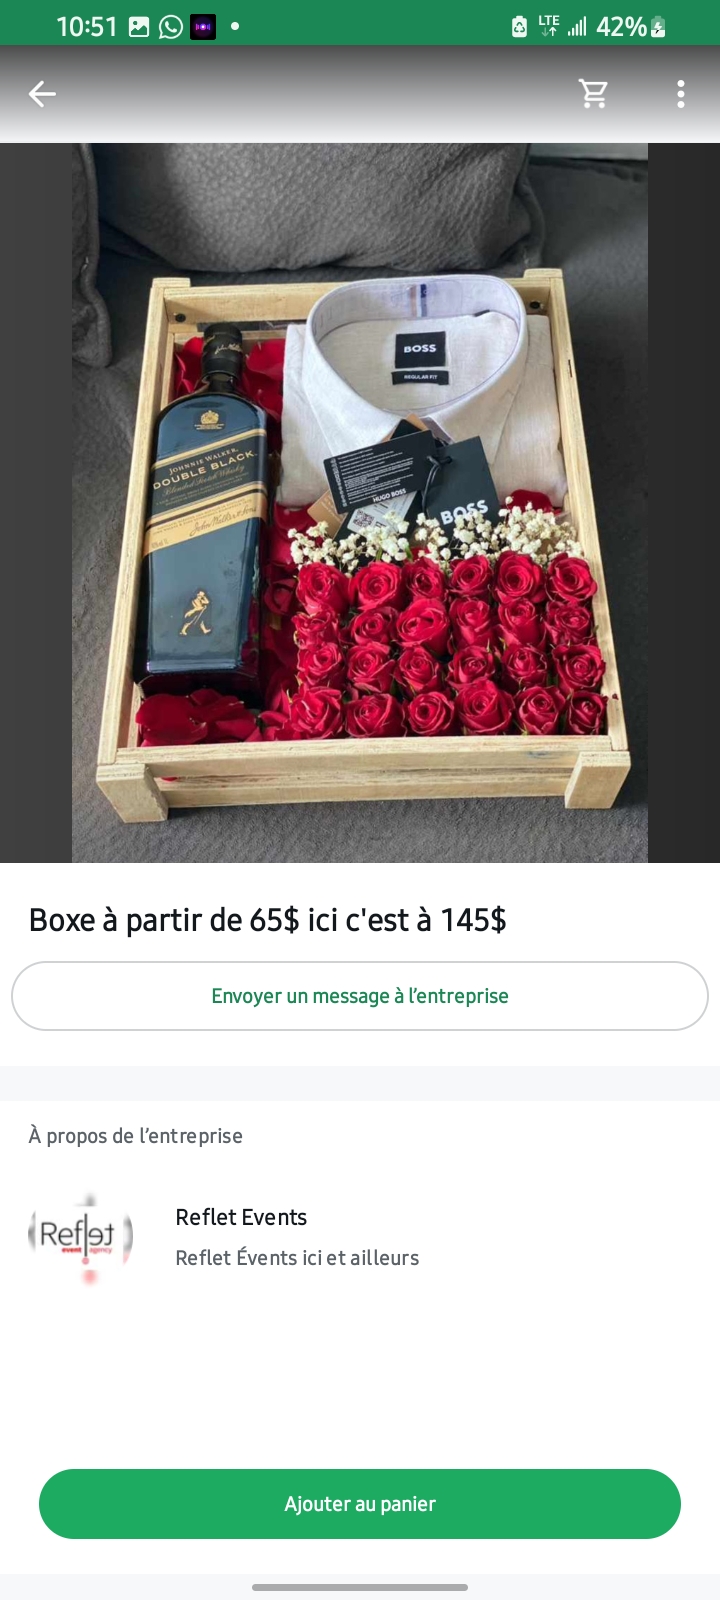 10:51
LTE
42%
BOSS
REGULAR FIT
JOHNNIE WALKER.
DOUBLE BLACK.
Blended Scotch Whisky
John Walker & Sons
HUGO BOSS
BOSS
Boxe à partir de 65$ ici c'est à 145$
Envoyer un message à l’entreprise
À propos de l’entreprise
Reflet
event agency
Reflet Events
Reflet Évents ici et ailleurs
Ajouter au panier